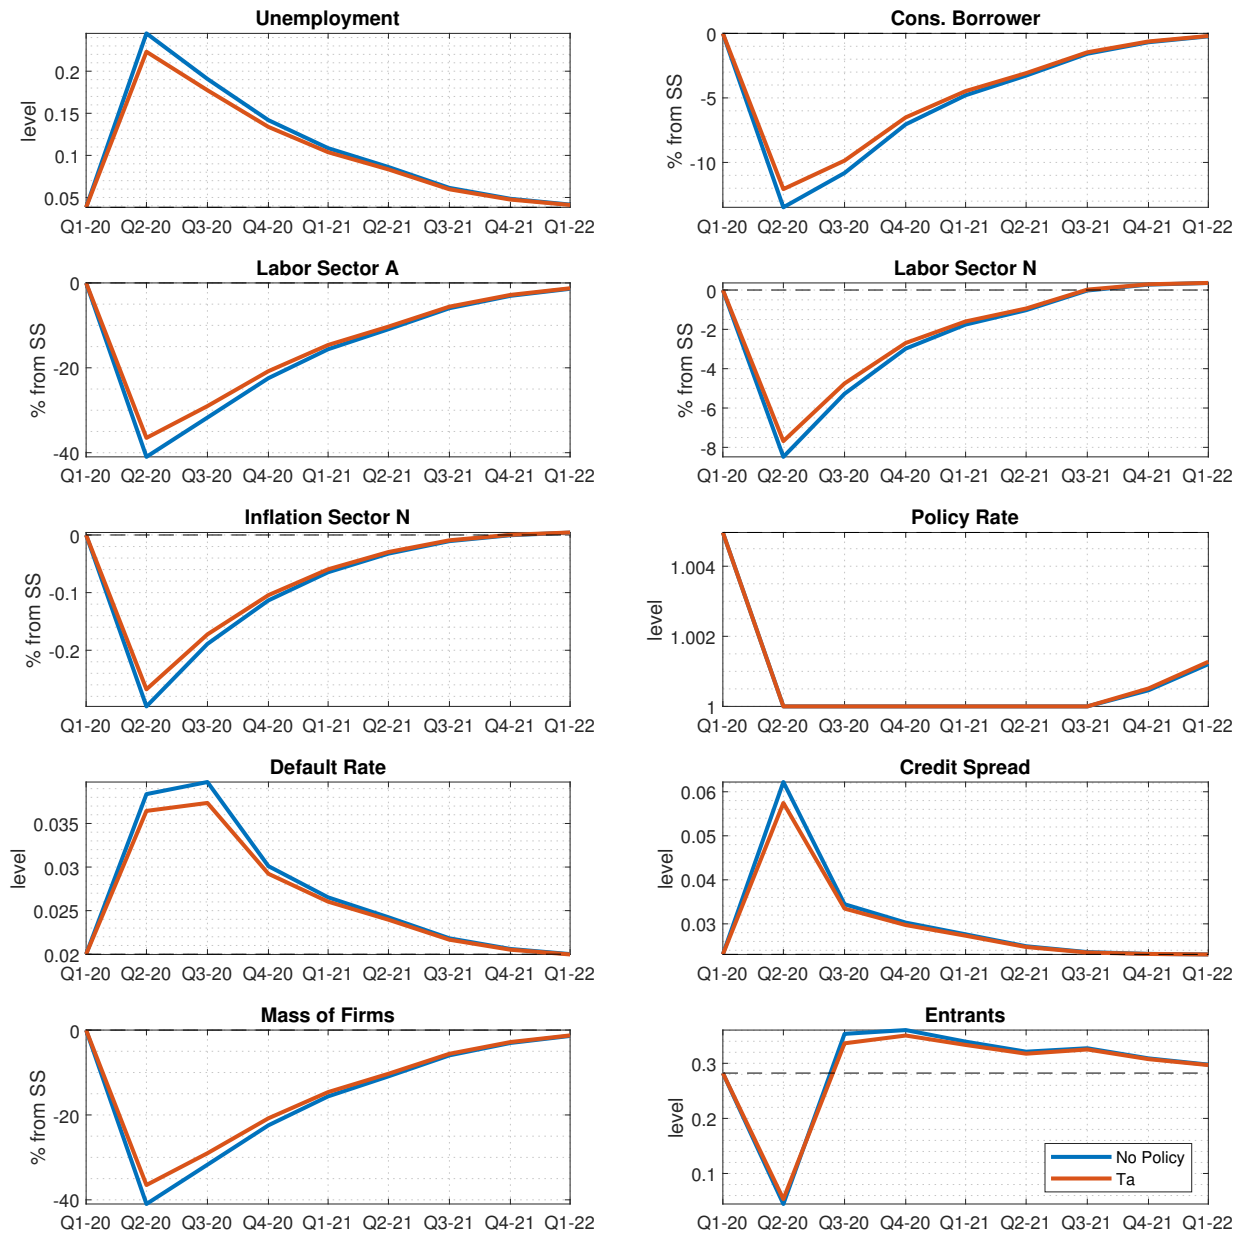 Unemployment
level
0.2
0.15
0.1
0.05
Q1-20 Q2-20 Q3-20 Q4-20 Q1-21 Q2-21 Q3-21 Q4-21 Q1-22
Cons. Borrower
% from SS
0
-5
-10
Q1-20 Q2-20 Q3-20 Q4-20 Q1-21 Q2-21 Q3-21 Q4-21 Q1-22
Labor Sector A
% from SS
0
-20
-40
Q1-20 Q2-20 Q3-20 Q4-20 Q1-21 Q2-21 Q3-21 Q4-21 Q1-22
Labor Sector N
% from SS
0
-2
-4
-6
-8
Q1-20 Q2-20 Q3-20 Q4-20 Q1-21 Q2-21 Q3-21 Q4-21 Q1-22
Inflation Sector N
% from SS
0
-0.1
-0.2
Q1-20 Q2-20 Q3-20 Q4-20 Q1-21 Q2-21 Q3-21 Q4-21 Q1-22
Policy Rate
level
1.004
1.002
1
Q1-20 Q2-20 Q3-20 Q4-20 Q1-21 Q2-21 Q3-21 Q4-21 Q1-22
Default Rate
level
0.035
0.03
0.025
0.02
Q1-20 Q2-20 Q3-20 Q4-20 Q1-21 Q2-21 Q3-21 Q4-21 Q1-22
Credit Spread
level
0.06
0.05
0.04
0.03
Q1-20 Q2-20 Q3-20 Q4-20 Q1-21 Q2-21 Q3-21 Q4-21 Q1-22
Mass of Firms
% from SS
0
-20
-40
Q1-20 Q2-20 Q3-20 Q4-20 Q1-21 Q2-21 Q3-21 Q4-21 Q1-22
Entrants
level
0.3
0.2
0.1
No Policy
Ta
Q1-20 Q2-20 Q3-20 Q4-20 Q1-21 Q2-21 Q3-21 Q4-21 Q1-22